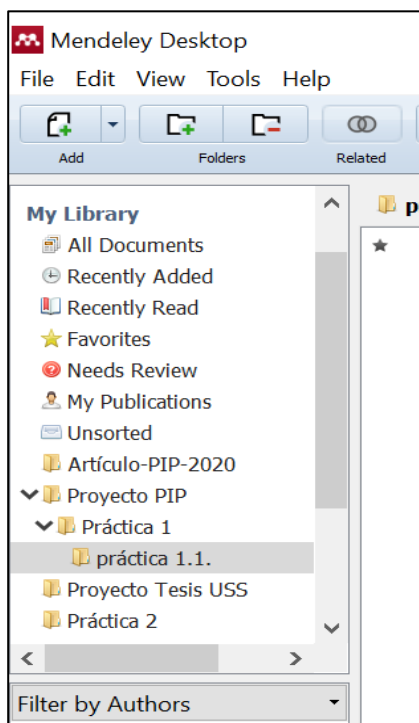 Mendeley Desktop
File Edit View Tools Help
Add Folders Related
My Library
All Documents
Recently Added
Recently Read
Favorites
Needs Review
My Publications
Unsorted
Artículo-PIP-2020
Proyecto PIP
Práctica 1
práctica 1.1.
Proyecto Tesis USS
Práctica 2
Filter by Authors
p